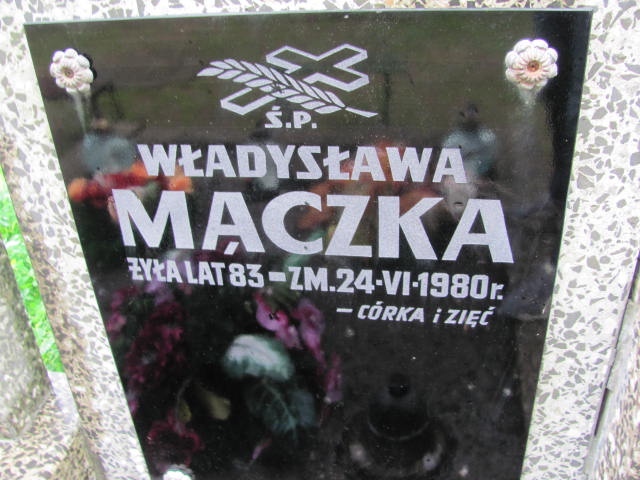 Ś.P.
WŁADYSŁAWA
MĄCZKA
ŻYŁA LAT 83 – ZM. 24-VI-1980r.
– CÓRKA i ZIĘĆ